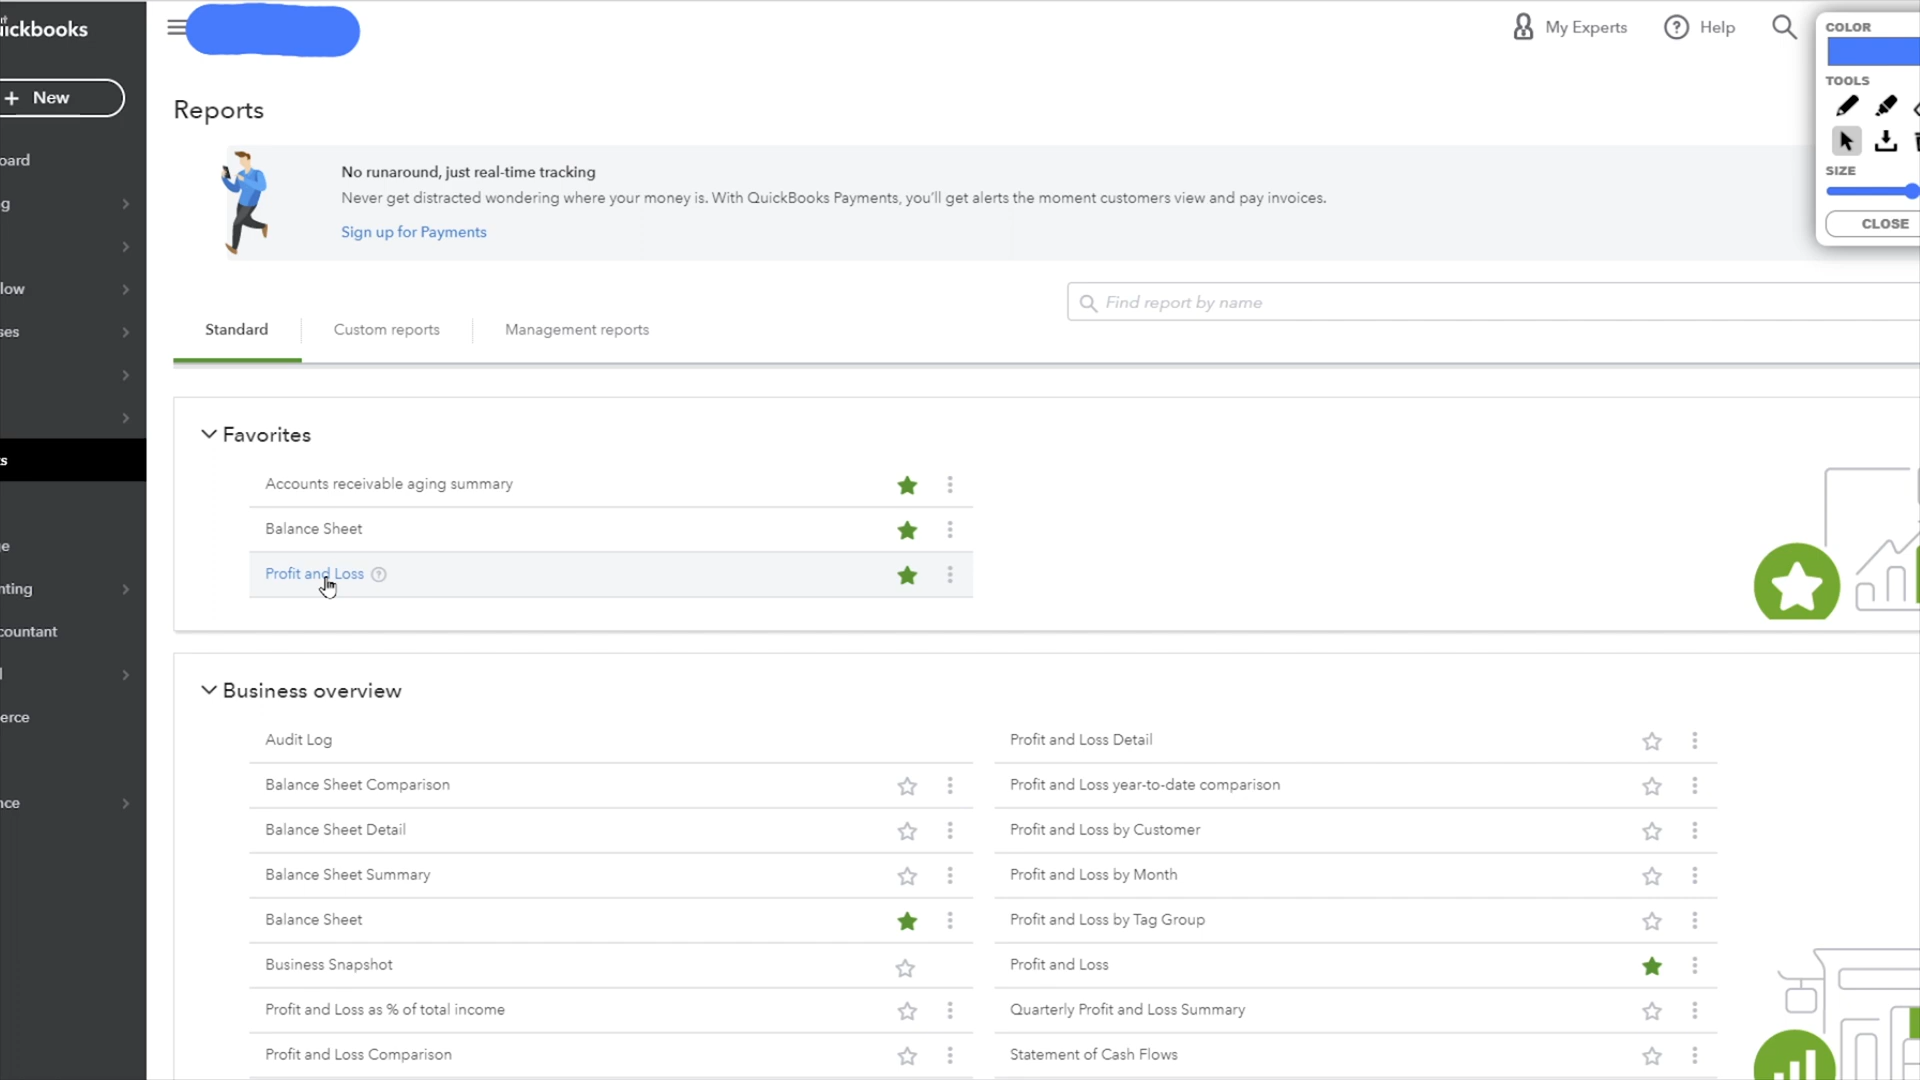 uickbooks
My Experts
Help
COLOR
TOOLS
SIZE
CLOSE
+ New
Reports
No runaround, just real-time tracking
Never get distracted wondering where your money is. With QuickBooks Payments, you'll get alerts the moment customers view and pay invoices.
Sign up for Payments
oard
g
low
ses
s
e
nting
countant
l
erce
nce
Find report by name
Standard
Custom reports
Management reports
Favorites
Accounts receivable aging summary
Balance Sheet
Profit and Loss
Business overview
Audit Log
Balance Sheet Comparison
Balance Sheet Detail
Balance Sheet Summary
Balance Sheet
Business Snapshot
Profit and Loss as % of total income
Profit and Loss Comparison
Profit and Loss Detail
Profit and Loss year-to-date comparison
Profit and Loss by Customer
Profit and Loss by Month
Profit and Loss by Tag Group
Profit and Loss
Quarterly Profit and Loss Summary
Statement of Cash Flows